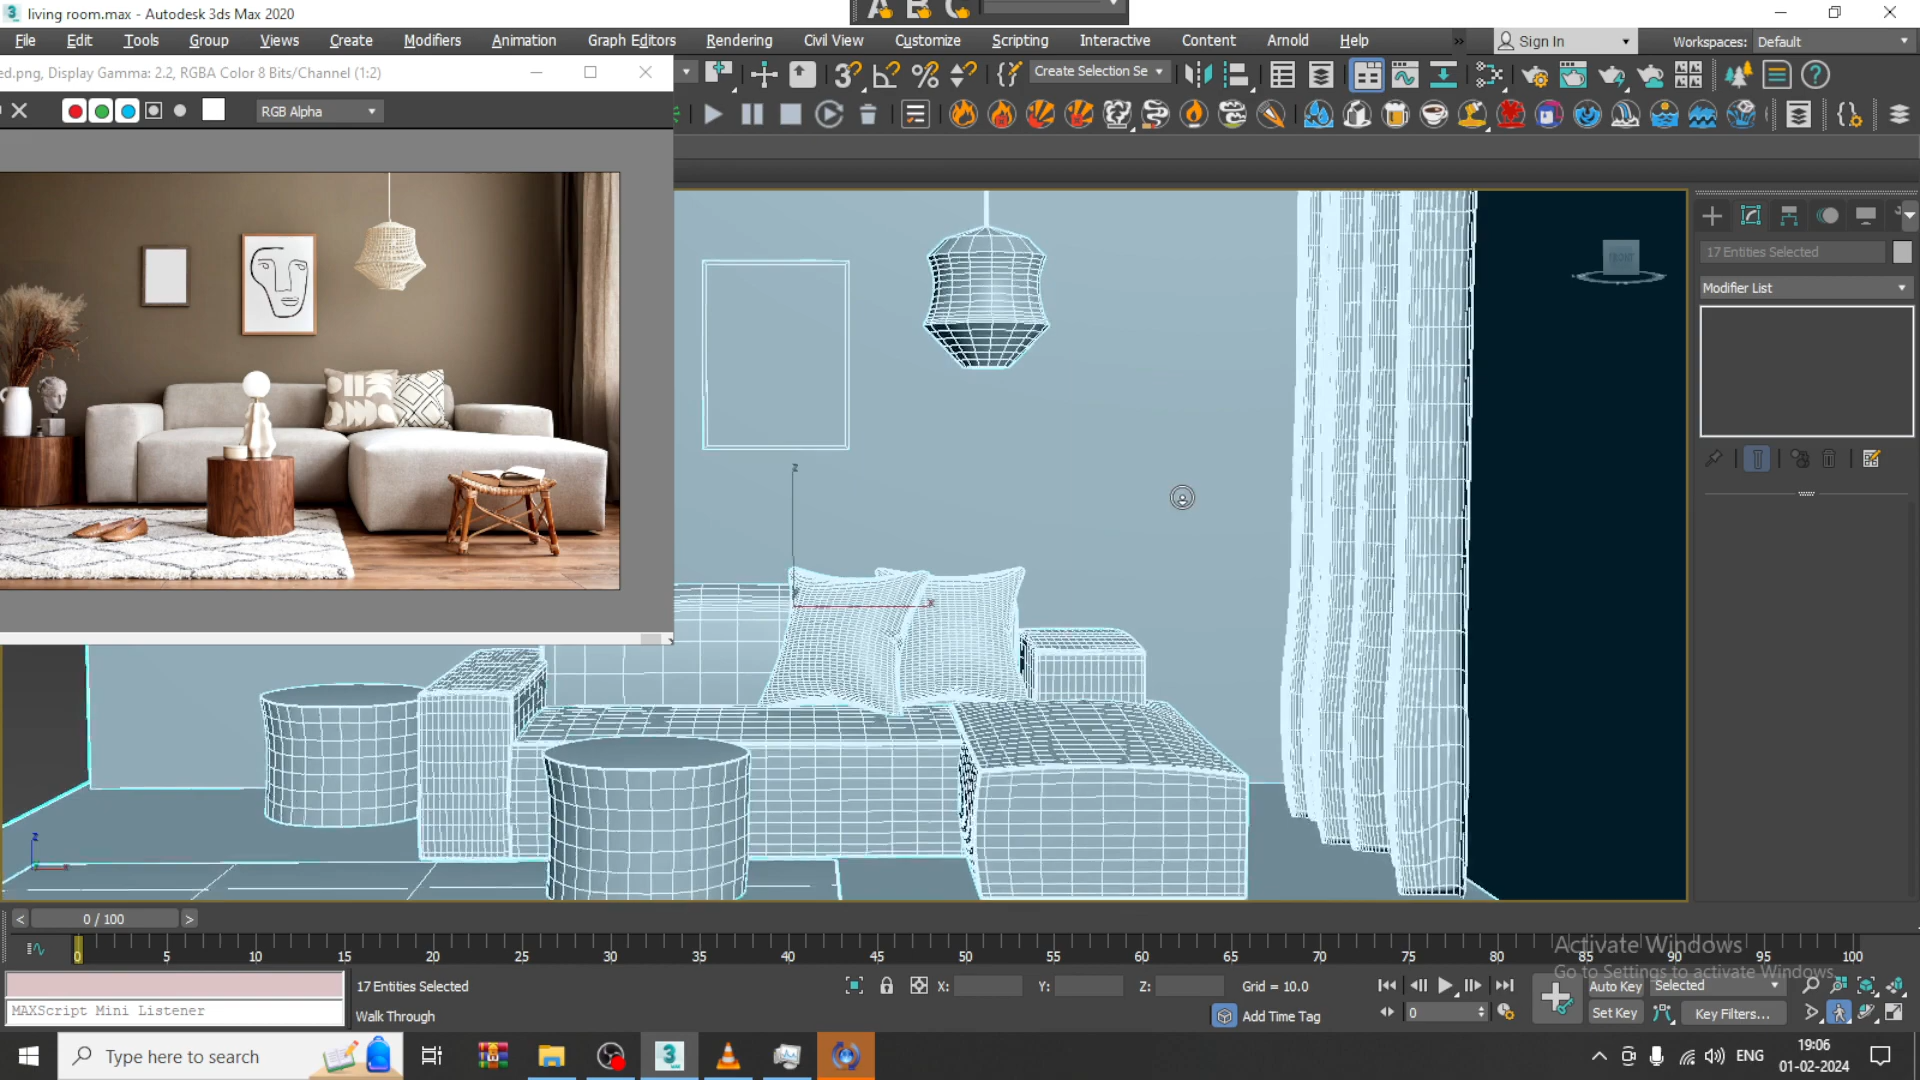 living room.max - Autodesk 3ds Max 2020
File Edit Tools Group Views Create Modifiers Animation Graph Editors Rendering Civil View Customize Scripting Interactive Content Arnold Help
Sign In
Workspaces: Default
ed.png, Display Gamma: 2.2, RGBA Color 8 Bits/Channel (1:2)
Create Selection Se
RGB Alpha
17 Entities Selected
Modifier List
FRONT
z
x
z
0 / 100
0 5 10 15 20 25 30 35 40 45 50 55 60 65 70 75 80 85 90 95 100
Activate Windows
Go to Settings to activate Windows.
17 Entities Selected
X: Y: Z: Grid = 10.0
Auto Key Selected
MAXScript Mini Listener
Walk Through
Add Time Tag
0
Set Key Key Filters...
Type here to search
ENG
19:06
01-02-2024